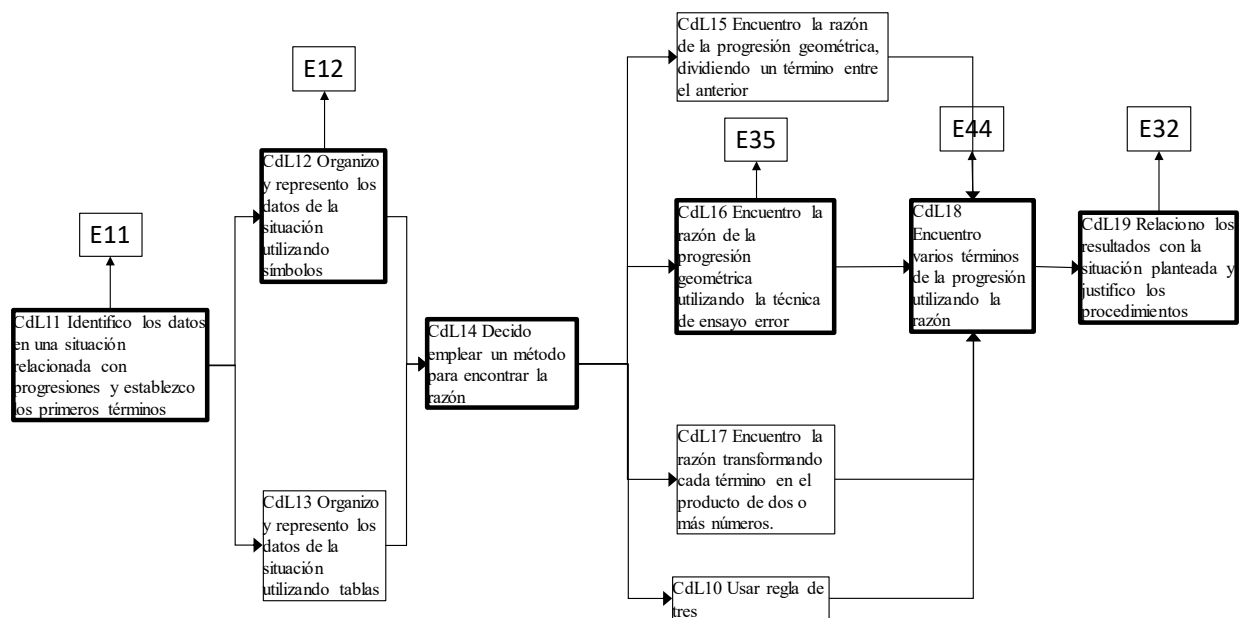 E11
CdL11 Identifico los datos
en una situación
relacionada con
progresiones y establezco
los primeros términos
E12
CdL12 Organizo
y represento los
datos de la
situación
utilizando
símbolos
CdL13 Organizo
y represento los
datos de la
situación
utilizando tablas
CdL14 Decido
emplear un método
para encontrar la
razón
CdL15 Encuentro la razón
de la progresión geométrica,
dividiendo un término entre
el anterior
E35
CdL16 Encuentro la
razón de la
progresión
geométrica
utilizando la técnica
de ensayo error
CdL17 Encuentro la
razón transformando
cada término en el
producto de dos o
más números.
CdL10 Usar regla de
tres
E44
CdL18
Encuentro
varios términos
de la progresión
utilizando la
razón
E32
CdL19 Relaciono los
resultados con la
situación planteada y
justifico los
procedimientos